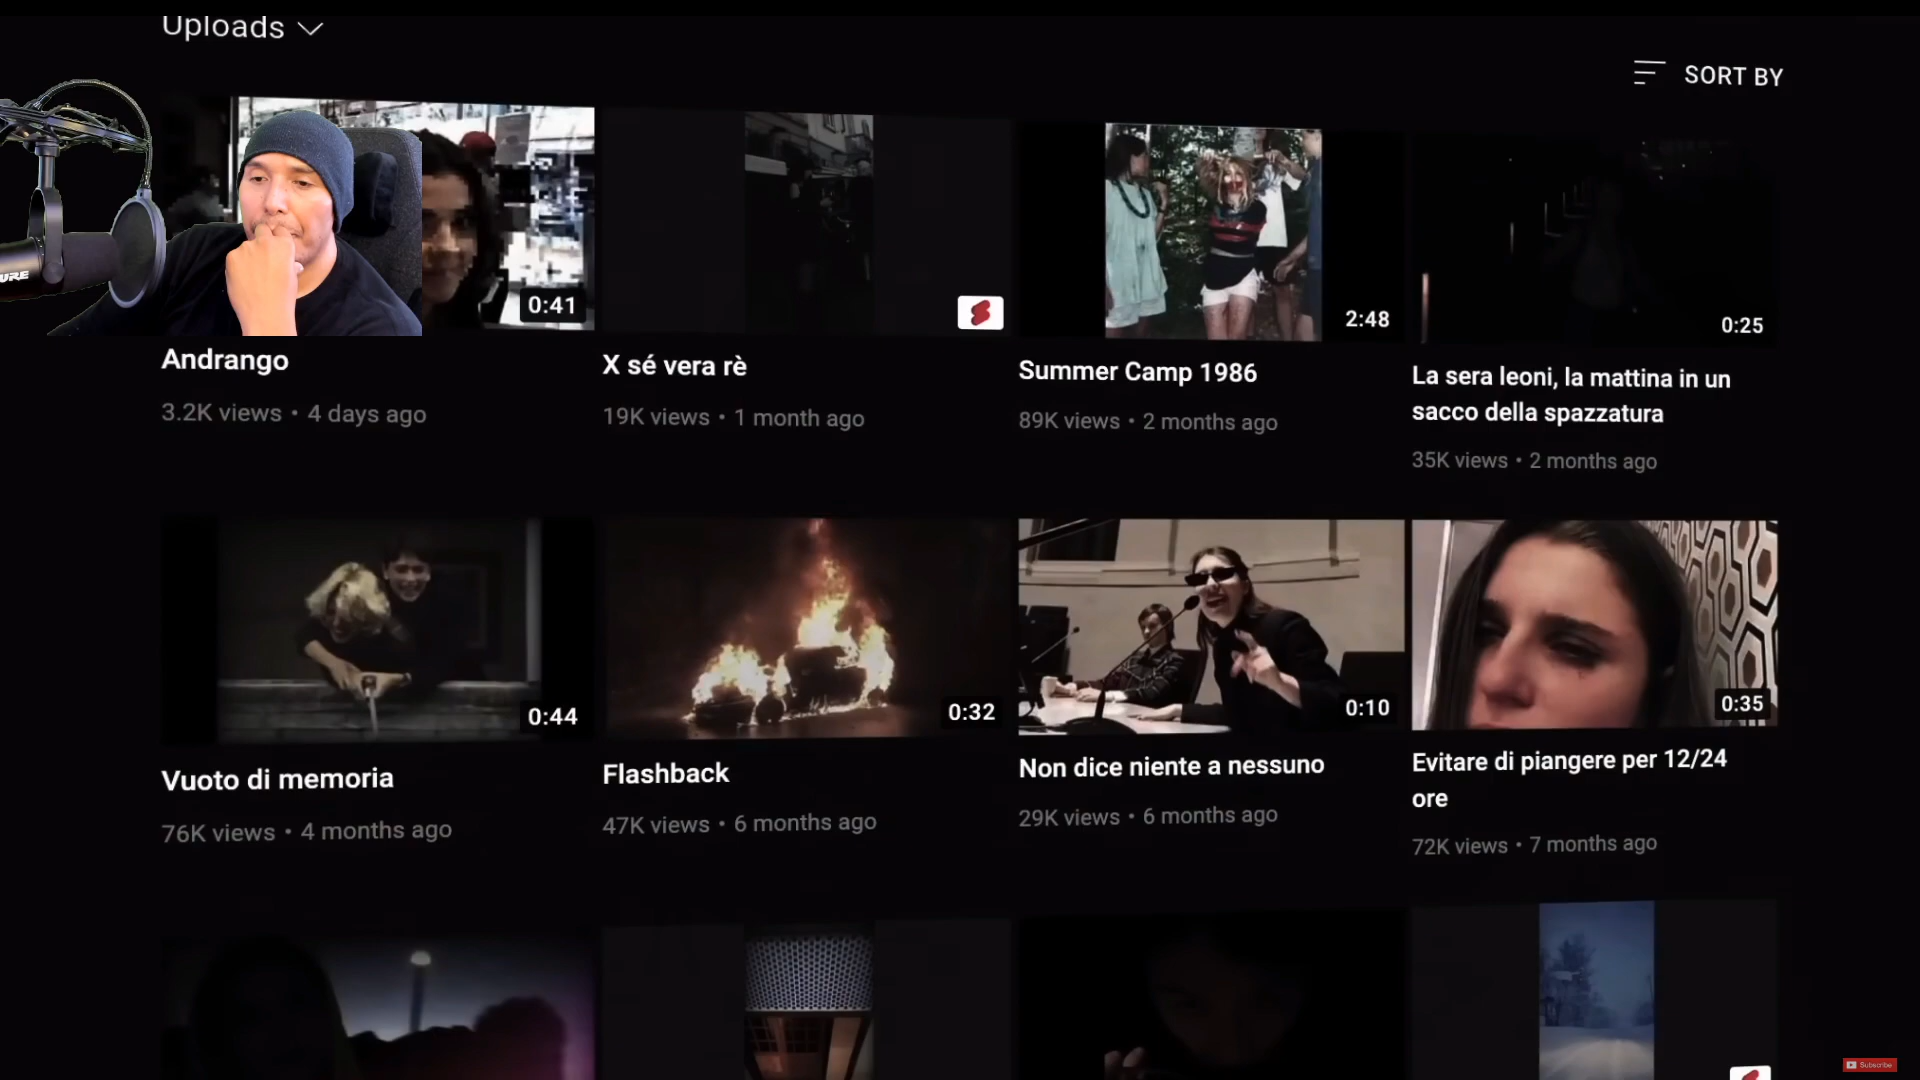 Uploads
SORT BY
URE
0:41
2:48
0:25
Andrango
X sé vera rè
Summer Camp 1986
La sera leoni, la mattina in un
sacco della spazzatura
3.2K views • 4 days ago
19K views • 1 month ago
89K views • 2 months ago
35K views • 2 months ago
0:44
0:32
0:10
0:35
Vuoto di memoria
Flashback
Non dice niente a nessuno
Evitare di piangere per 12/24
ore
76K views • 4 months ago
47K views • 6 months ago
29K views • 6 months ago
72K views • 7 months ago
Subscribe